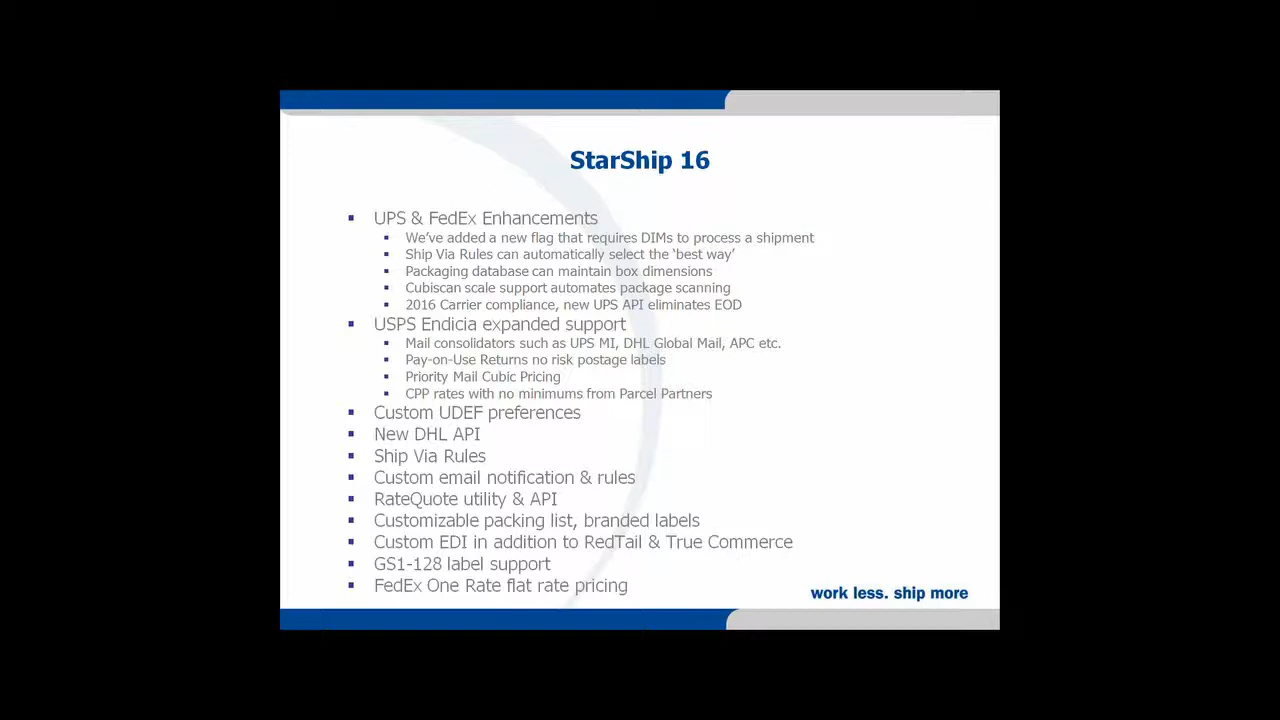 StarShip 16
UPS & FedEx Enhancements
We've added a new flag that requires DIMs to process a shipment
Ship Via Rules can automatically select the 'best way'
Packaging database can maintain box dimensions
Cubiscan scale support automates package scanning
2016 Carrier compliance, new UPS API eliminates EOD
USPS Endicia expanded support
Mail consolidators such as UPS MI, DHL Global Mail, APC etc.
Pay-on-Use Returns no risk postage labels
Priority Mail Cubic Pricing
CPP rates with no minimums from Parcel Partners
Custom UDEF preferences
New DHL API
Ship Via Rules
Custom email notification & rules
RateQuote utility & API
Customizable packing list, branded labels
Custom EDI in addition to RedTail & True Commerce
GS1-128 label support
FedEx One Rate flat rate pricing
work less. ship more